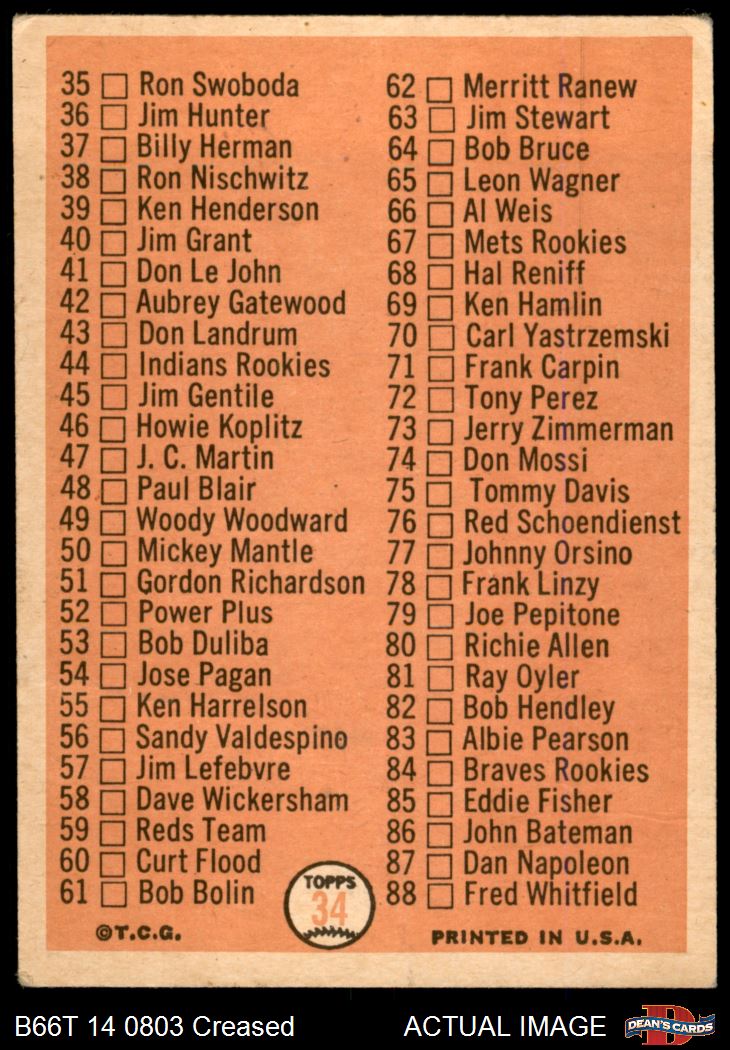 35 Ron Swoboda
36 Jim Hunter
37 Billy Herman
38 Ron Nischwitz
39 Ken Henderson
40 Jim Grant
41 Don Le John
42 Aubrey Gatewood
43 Don Landrum
44 Indians Rookies
45 Jim Gentile
46 Howie Koplitz
47 J. C. Martin
48 Paul Blair
49 Woody Woodward
50 Mickey Mantle
51 Gordon Richardson
52 Power Plus
53 Bob Duliba
54 Jose Pagan
55 Ken Harrelson
56 Sandy Valdespino
57 Jim Lefebvre
58 Dave Wickersham
59 Reds Team
60 Curt Flood
61 Bob Bolin
62 Merritt Ranew
63 Jim Stewart
64 Bob Bruce
65 Leon Wagner
66 Al Weis
67 Mets Rookies
68 Hal Reniff
69 Ken Hamlin
70 Carl Yastrzemski
71 Frank Carpin
72 Tony Perez
73 Jerry Zimmerman
74 Don Mossi
75 Tommy Davis
76 Red Schoendienst
77 Johnny Orsino
78 Frank Linzy
79 Joe Pepitone
80 Richie Allen
81 Ray Oyler
82 Bob Hendley
83 Albie Pearson
84 Braves Rookies
85 Eddie Fisher
86 John Bateman
87 Dan Napoleon
88 Fred Whitfield
TOPPS
34
©T.C.G.
PRINTED IN U.S.A.
B66T 14 0803 Creased
ACTUAL IMAGE
D
DEAN'S CARDS